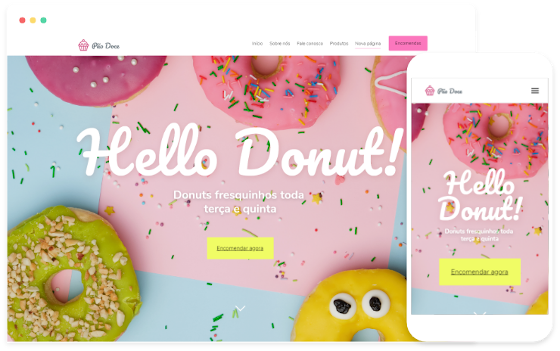 Pão Doce
Início Sobre nós Fale conosco Produtos Nova página Encomendas
Hello Donut!
Donuts fresquinhos toda
terça e quinta
Encomendar agora
Pão Doce
Hello
Donut!
Donuts fresquinhos toda
terça e quinta
Encomendar agora